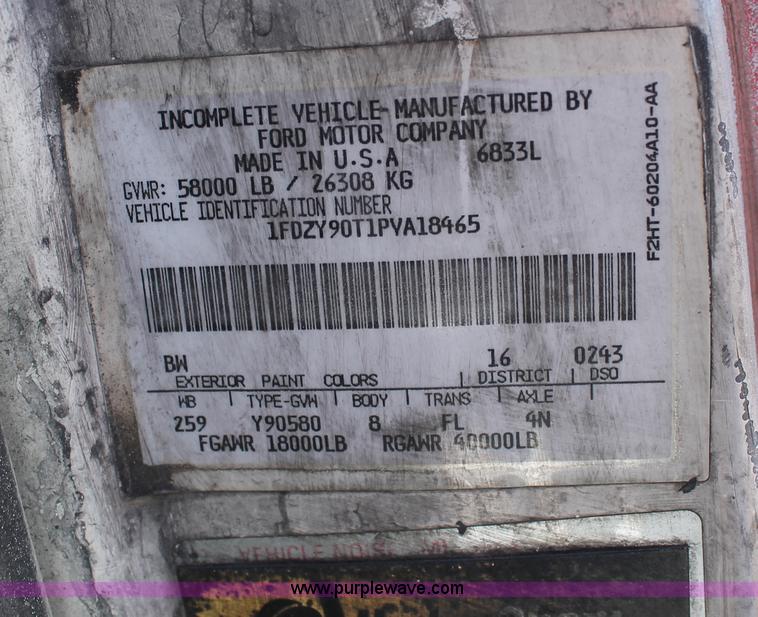 INCOMPLETE VEHICLE-MANUFACTURED BY
FORD MOTOR COMPANY
MADE IN U.S.A 6833L
GVWR: 58000 LB / 26308 KG
VEHICLE IDENTIFICATION NUMBER
1FDZY90T1PVA18465
F2HT-60204A10-AA
BW 16 0243
EXTERIOR PAINT COLORS | DISTRICT | DSO
WB | TYPE-GVW | BODY | TRANS | AXLE |
259 Y90580 8 FL 4N
FGAWR 18000LB RGAWR 40000LB
VEHICLE NOISE
www.purplewave.com